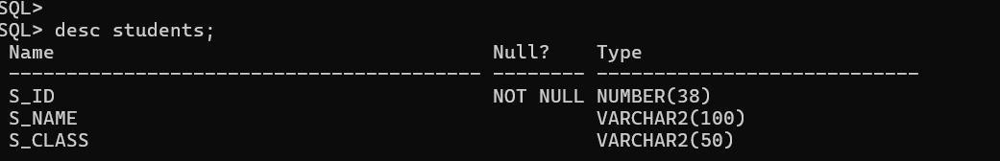 SQL>
SQL> desc students;
Name Null? Type
----------------------------------------- -------- ----------------------------
S_ID NOT NULL NUMBER(38)
S_NAME VARCHAR2(100)
S_CLASS VARCHAR2(50)